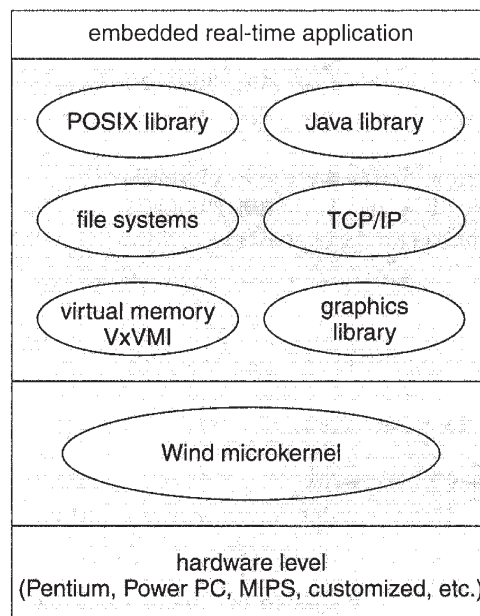 embedded real-time application
POSIX library
Java library
file systems
TCP/IP
virtual memory
VxVMI
graphics
library
Wind microkernel
hardware level
(Pentium, Power PC, MIPS, customized, etc.)